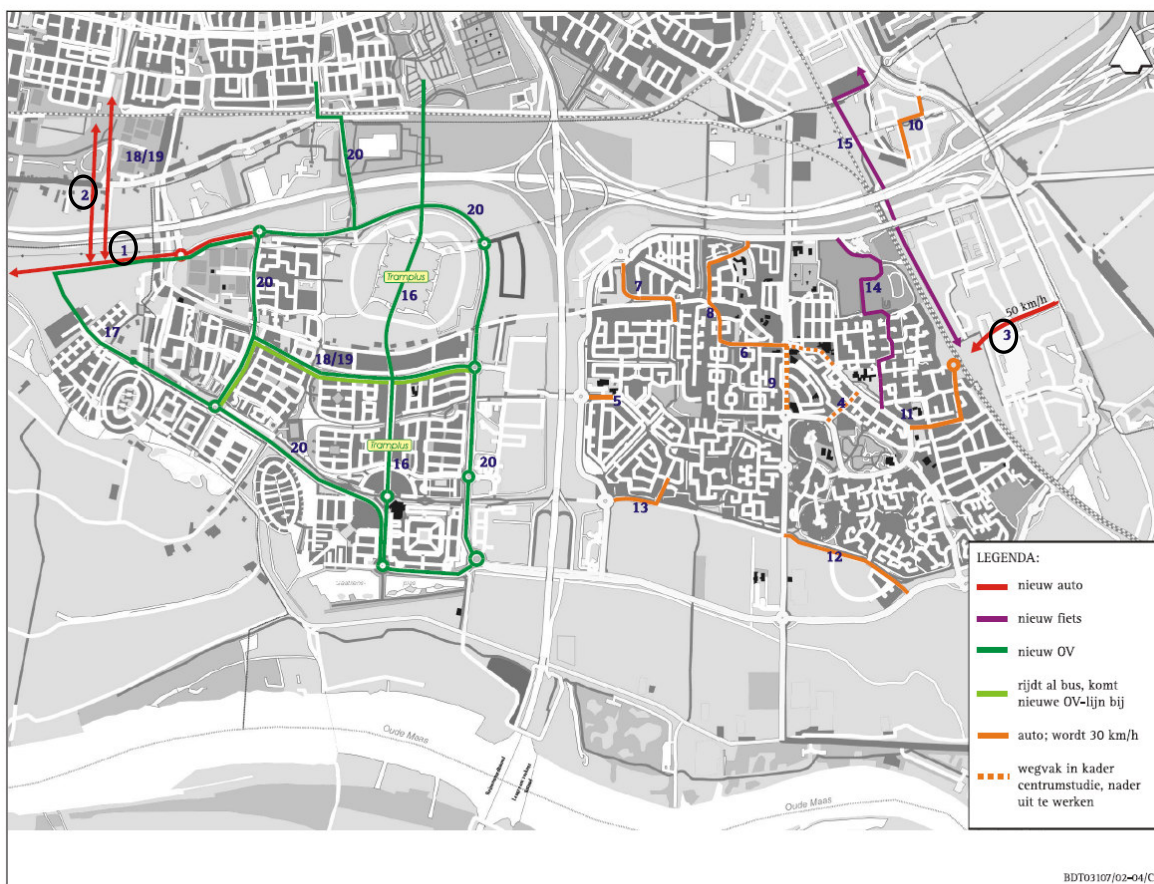 10
15
18/19
20
2
20
1
Tramplus
14
20
16
7
50 km/h
8
3
17
18/19
6
9
5
4
11
20
Tramplus
16
20
13
12
LEGENDA:
nieuw auto
nieuw fiets
nieuw OV
rijdt al bus, komt
nieuwe OV-lijn bij
auto; wordt 30 km/h
wegvak in kader
centrumstudie, nader
uit te werken
Oude Maas
Oude Maas
BDT03107/02-04/C